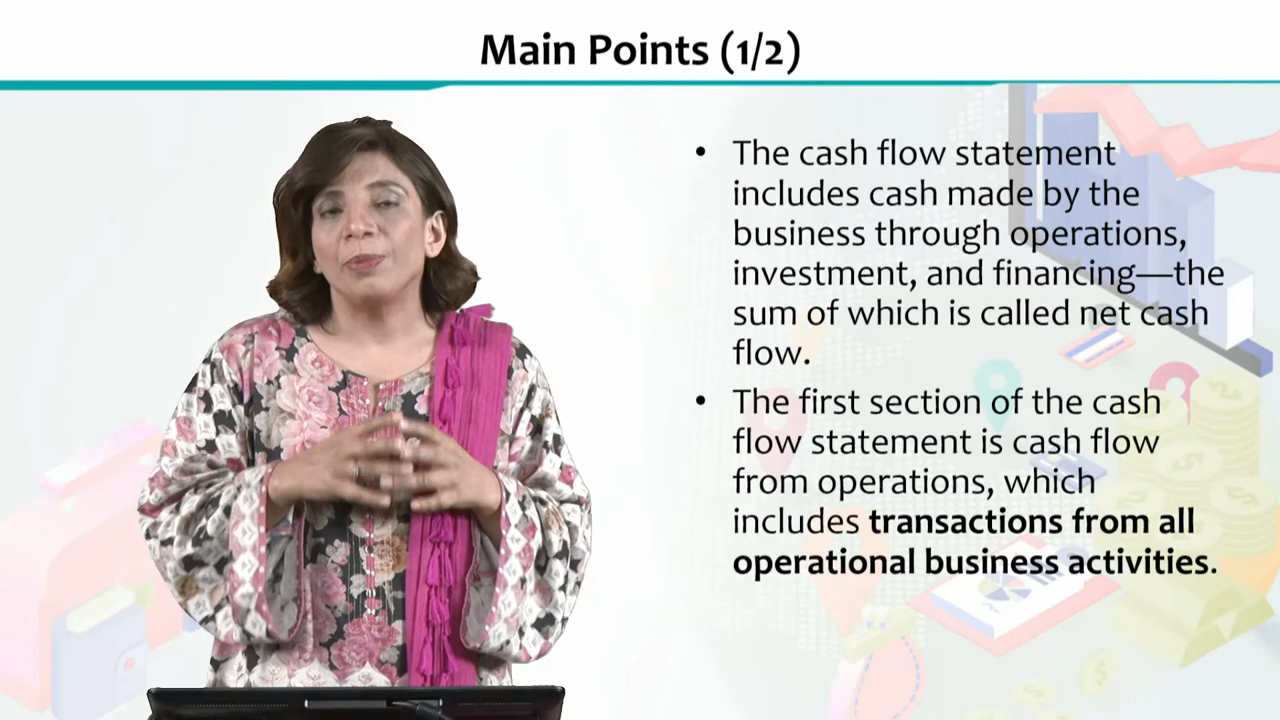 Main Points (1/2)
• The cash flow statement
includes cash made by the
business through operations,
investment, and financing—the
sum of which is called net cash
flow.
• The first section of the cash
flow statement is cash flow
from operations, which
includes transactions from all
operational business activities.